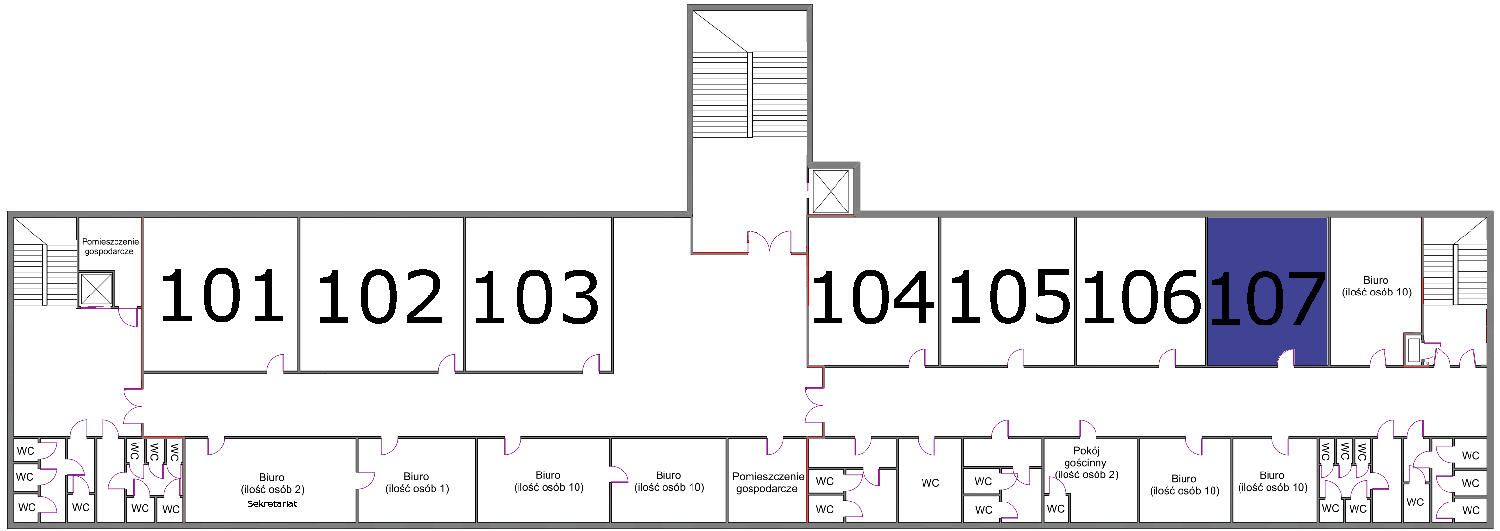 Pomieszczenie
gospodarcze
101
102
103
104
105
106
107
Biuro
(ilość osób 10)
WC
WC
WC
WC
WC
WC
WC
WC
WC
Biuro
(ilość osób 2)
Sekretariat
Biuro
(ilość osób 1)
Biuro
(ilość osób 10)
Biuro
(ilość osób 10)
Pomieszczenie
gospodarcze
WC
WC
WC
WC
WC
Pokój
gościnny
(ilość osób 2)
WC
Biuro
(ilość osób 10)
Biuro
(ilość osób 10)
WC
WC
WC
WC
WC
WC
WC
WC
WC